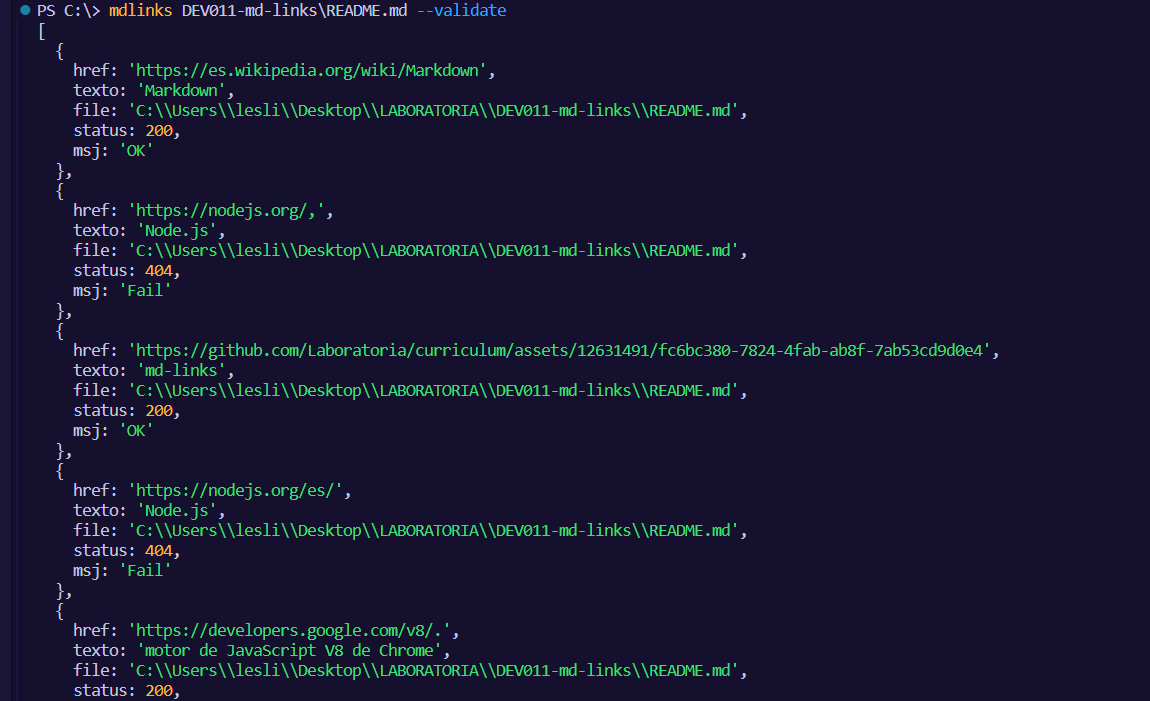 PS C:\> mdlinks DEV011-md-links\README.md --validate
[
  {
    href: 'https://es.wikipedia.org/wiki/Markdown',
    texto: 'Markdown',
    file: 'C:\\Users\\lesli\\Desktop\\LABORATORIA\\DEV011-md-links\\README.md',
    status: 200,
    msj: 'OK'
  },
  {
    href: 'https://nodejs.org/,',
    texto: 'Node.js',
    file: 'C:\\Users\\lesli\\Desktop\\LABORATORIA\\DEV011-md-links\\README.md',
    status: 404,
    msj: 'Fail'
  },
  {
    href: 'https://github.com/Laboratoria/curriculum/assets/12631491/fc6bc380-7824-4fab-ab8f-7ab53cd9d0e4',
    texto: 'md-links',
    file: 'C:\\Users\\lesli\\Desktop\\LABORATORIA\\DEV011-md-links\\README.md',
    status: 200,
    msj: 'OK'
  },
  {
    href: 'https://nodejs.org/es/',
    texto: 'Node.js',
    file: 'C:\\Users\\lesli\\Desktop\\LABORATORIA\\DEV011-md-links\\README.md',
    status: 404,
    msj: 'Fail'
  },
  {
    href: 'https://developers.google.com/v8/.',
    texto: 'motor de JavaScript V8 de Chrome',
    file: 'C:\\Users\\lesli\\Desktop\\LABORATORIA\\DEV011-md-links\\README.md',
    status: 200,